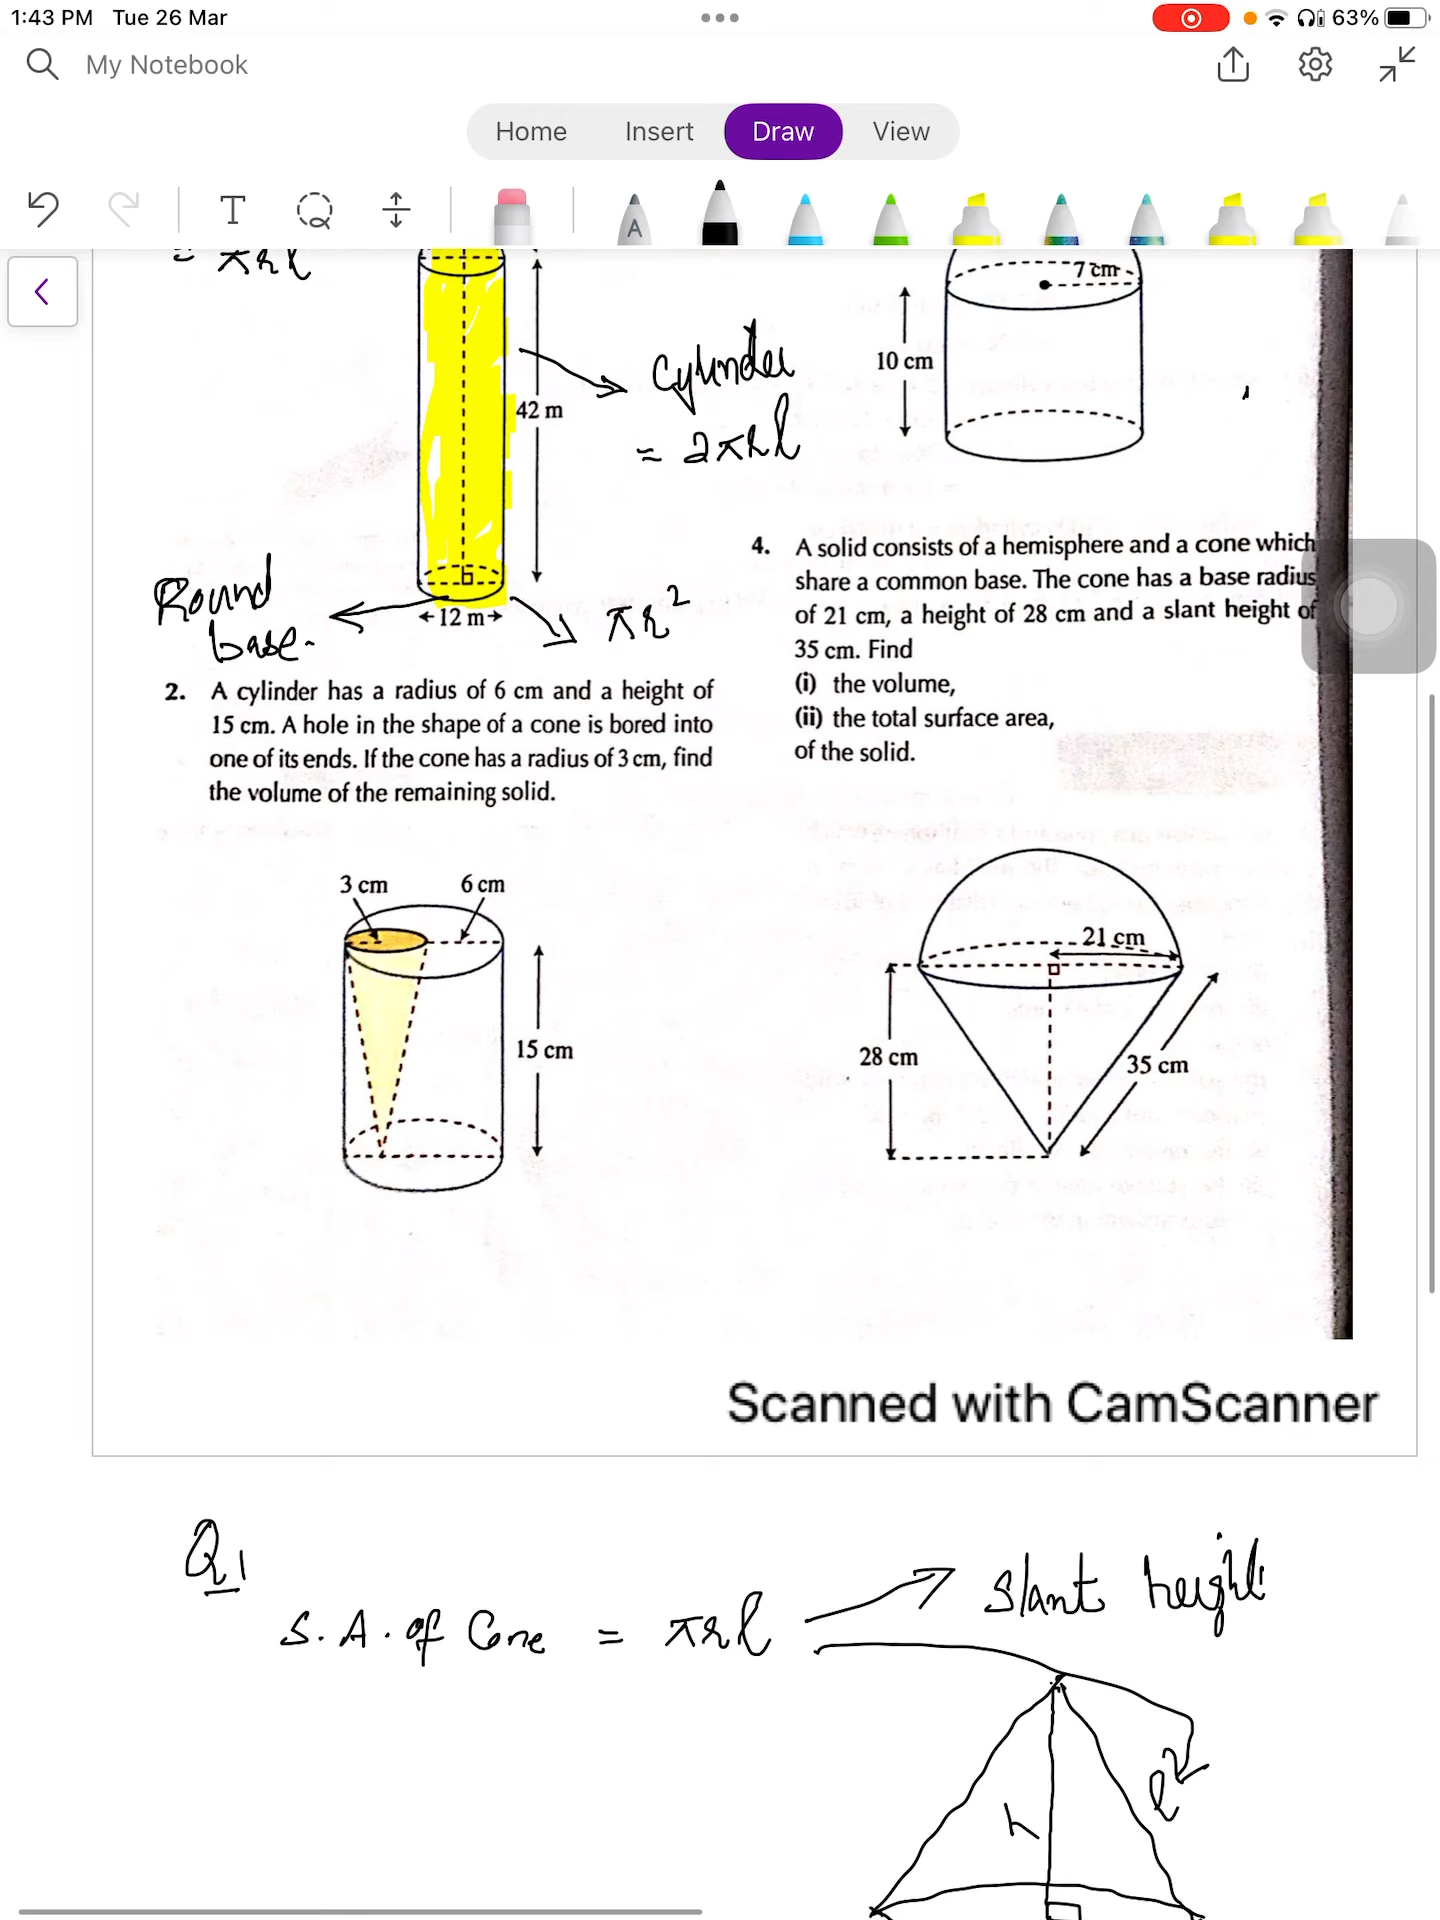 1:43 PM Tue 26 Mar
63%
My Notebook
Home Insert Draw View
T
A
= πrl
42 m
Cylinder
= 2πrl
Round
base.
12 m
πr²
7 cm
10 cm
2. A cylinder has a radius of 6 cm and a height of
15 cm. A hole in the shape of a cone is bored into
one of its ends. If the cone has a radius of 3 cm, find
the volume of the remaining solid.
3 cm 6 cm
15 cm
4. A solid consists of a hemisphere and a cone which
share a common base. The cone has a base radius
of 21 cm, a height of 28 cm and a slant height of
35 cm. Find
(i) the volume,
(ii) the total surface area,
of the solid.
21 cm
28 cm
35 cm
Scanned with CamScanner
Q1
S.A. of Cone = πrl
Slant height
h
l²